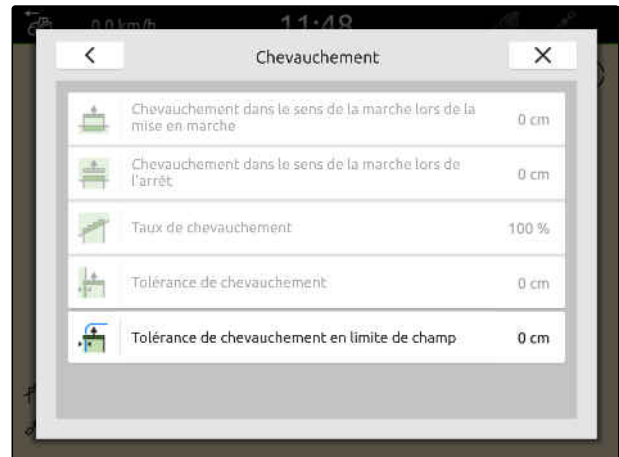 0.0 km/h 11:48
Chevauchement
Chevauchement dans le sens de la marche lors de la
mise en marche
0 cm
Chevauchement dans le sens de la marche lors de
l'arrêt
0 cm
Taux de chevauchement 100 %
Tolérance de chevauchement 0 cm
Tolérance de chevauchement en limite de champ 0 cm